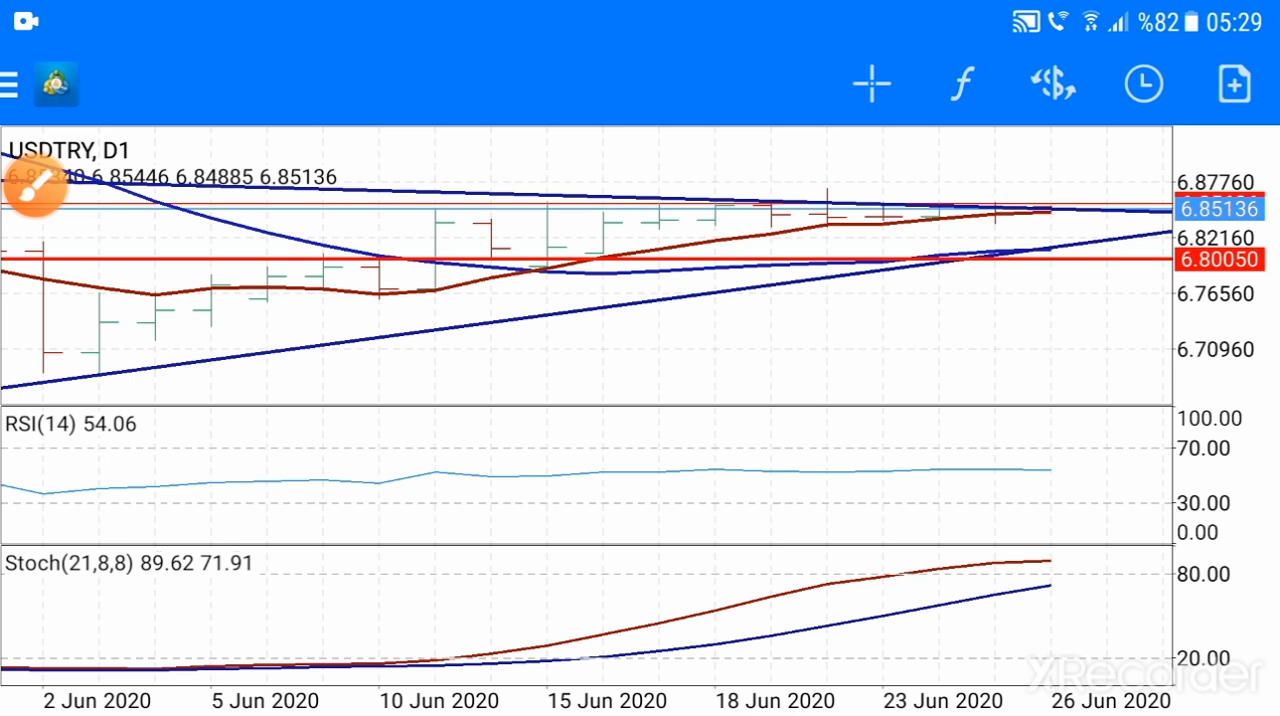 %82 05:29
USDTRY, D1
6.85446 6.84885 6.85136
6.87760
6.85136
6.82160
6.80050
6.76560
6.70960
RSI(14) 54.06
100.00
70.00
30.00
0.00
Stoch(21,8,8) 89.62 71.91
80.00
20.00
XRecorder
2 Jun 2020 5 Jun 2020 10 Jun 2020 15 Jun 2020 18 Jun 2020 23 Jun 2020 26 Jun 2020